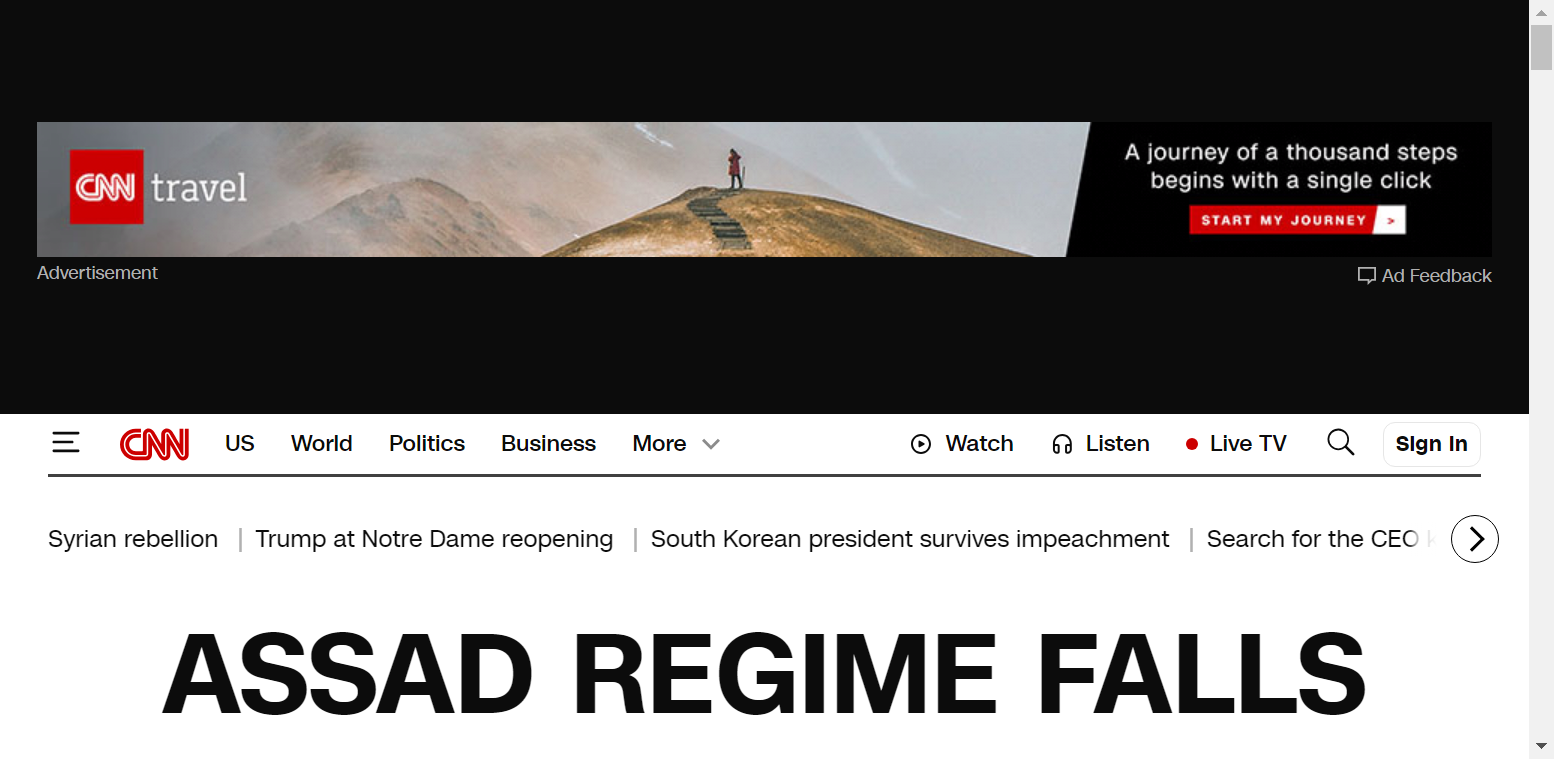 CNN travel
A journey of a thousand steps
begins with a single click
START MY JOURNEY >
Advertisement
Ad Feedback
CNN US World Politics Business More Watch Listen Live TV Sign In
Syrian rebellion | Trump at Notre Dame reopening | South Korean president survives impeachment | Search for the CEO
ASSAD REGIME FALLS